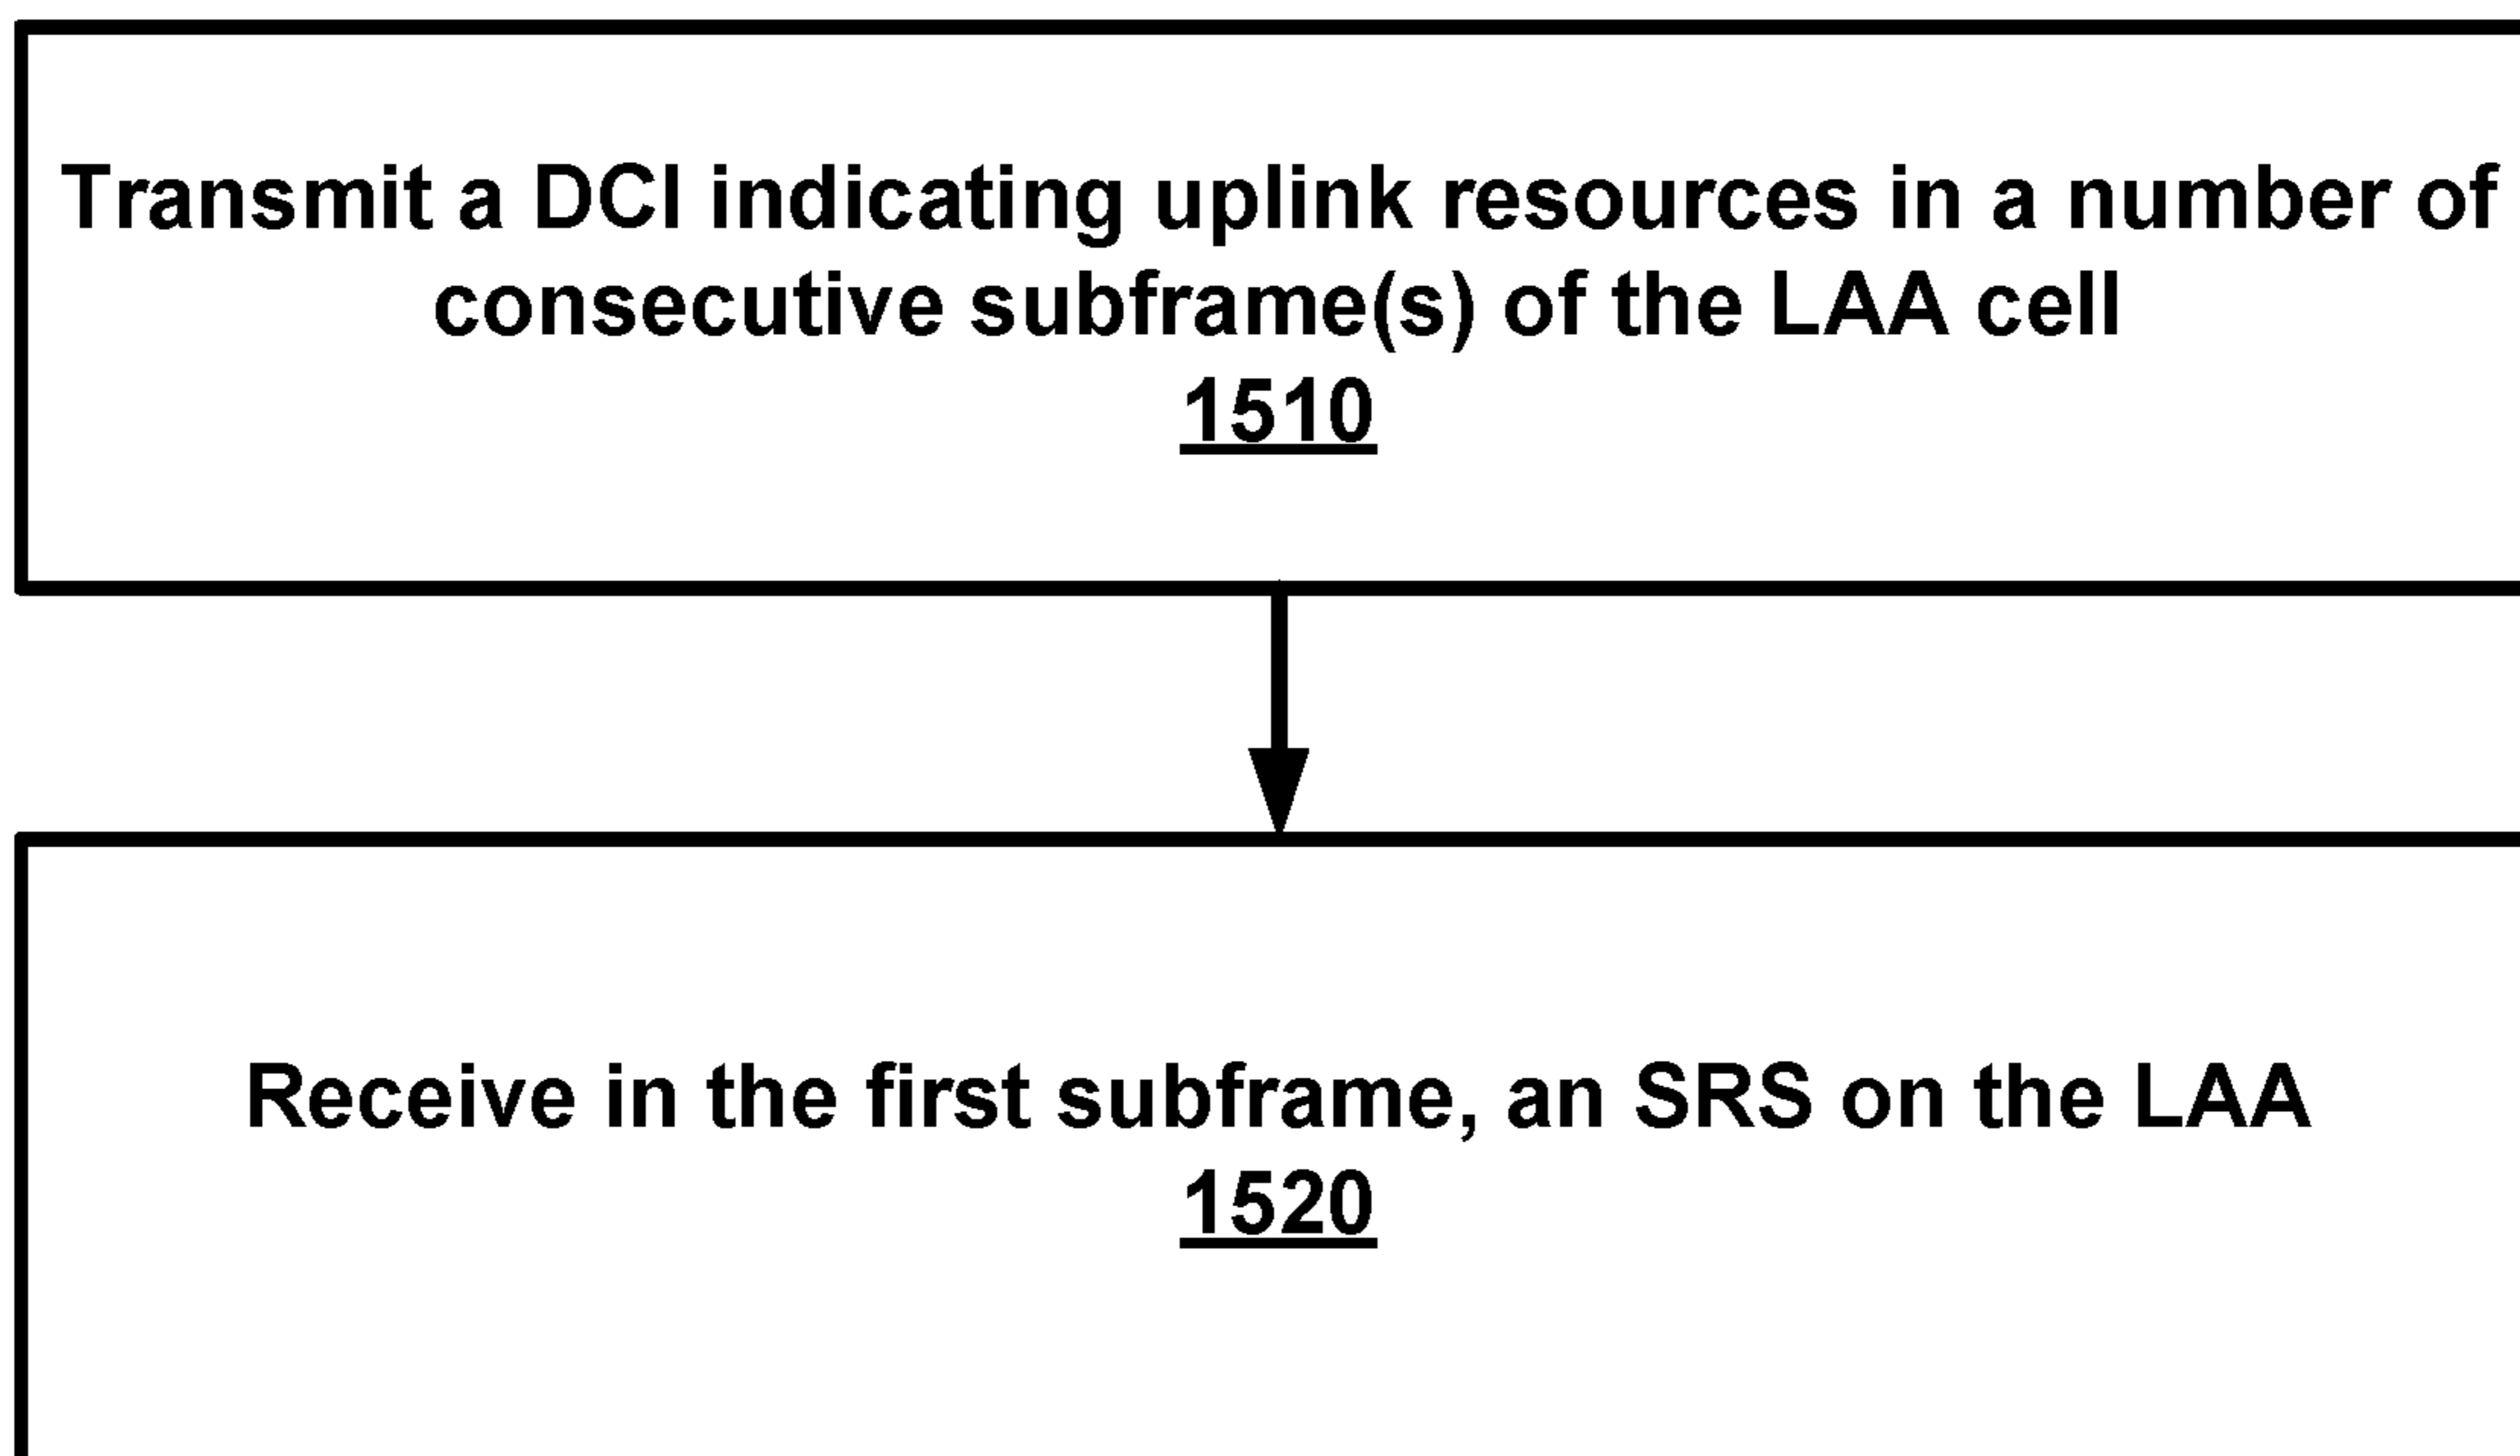 Transmit a DCI indicating uplink resources in a number of
consecutive subframe(s) of the LAA cell
1510
Receive in the first subframe, an SRS on the LAA
1520